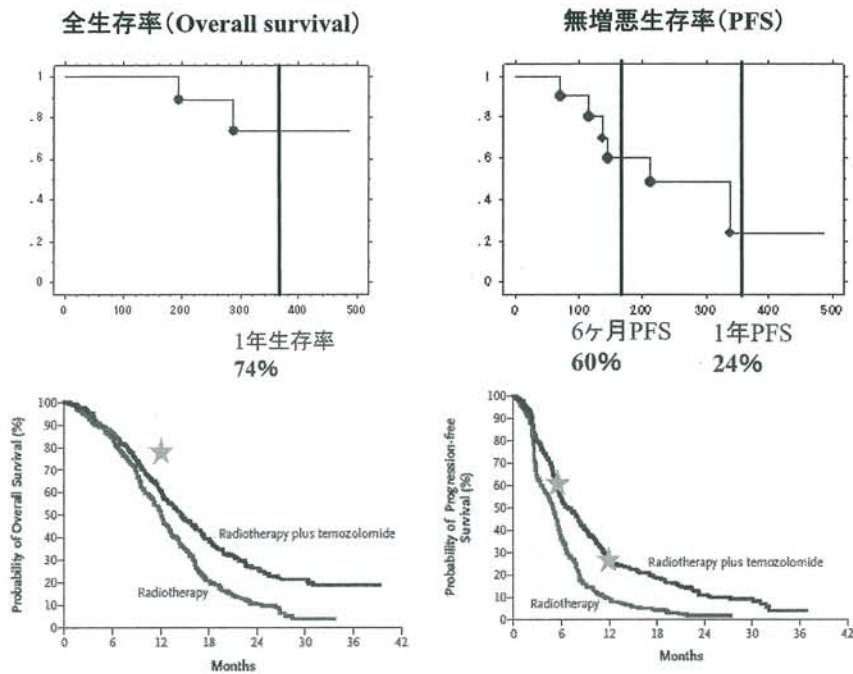 全生存率(Overall survival)
無増悪生存率(PFS)
1
.8
.6
.4
.2
0
0 100 200 300 400 500
1年生存率
74%
1
.8
.6
.4
.2
0
0 100 200 300 400 500
6ヶ月PFS 1年PFS
60% 24%
Probability of Overall Survival (%)
100
90
80
70
60
50
40
30
20
10
0
Radiotherapy plus temozolomide
Radiotherapy
0 6 12 18 24 30 36 42
Months
Probability of Progression-free
Survival (%)
100
90
80
70
60
50
40
30
20
10
0
Radiotherapy plus temozolomide
Radiotherapy
0 6 12 18 24 30 36 42
Months